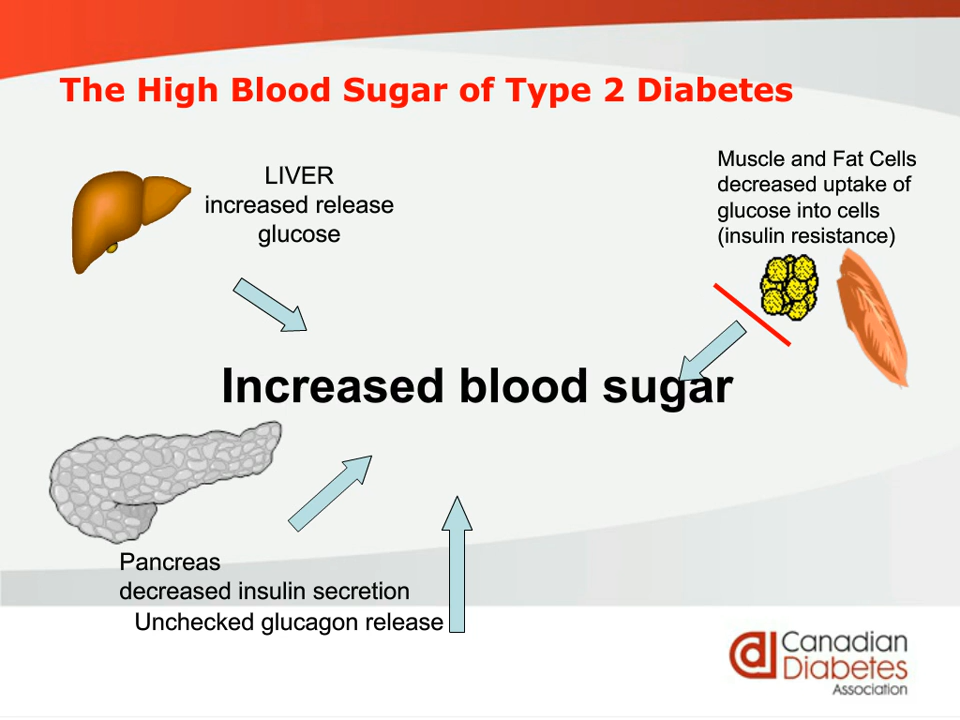 The High Blood Sugar of Type 2 Diabetes
LIVER
increased release
glucose
Muscle and Fat Cells
decreased uptake of
glucose into cells
(insulin resistance)
Increased blood sugar
Pancreas
decreased insulin secretion
Unchecked glucagon release
Canadian
Diabetes
Association